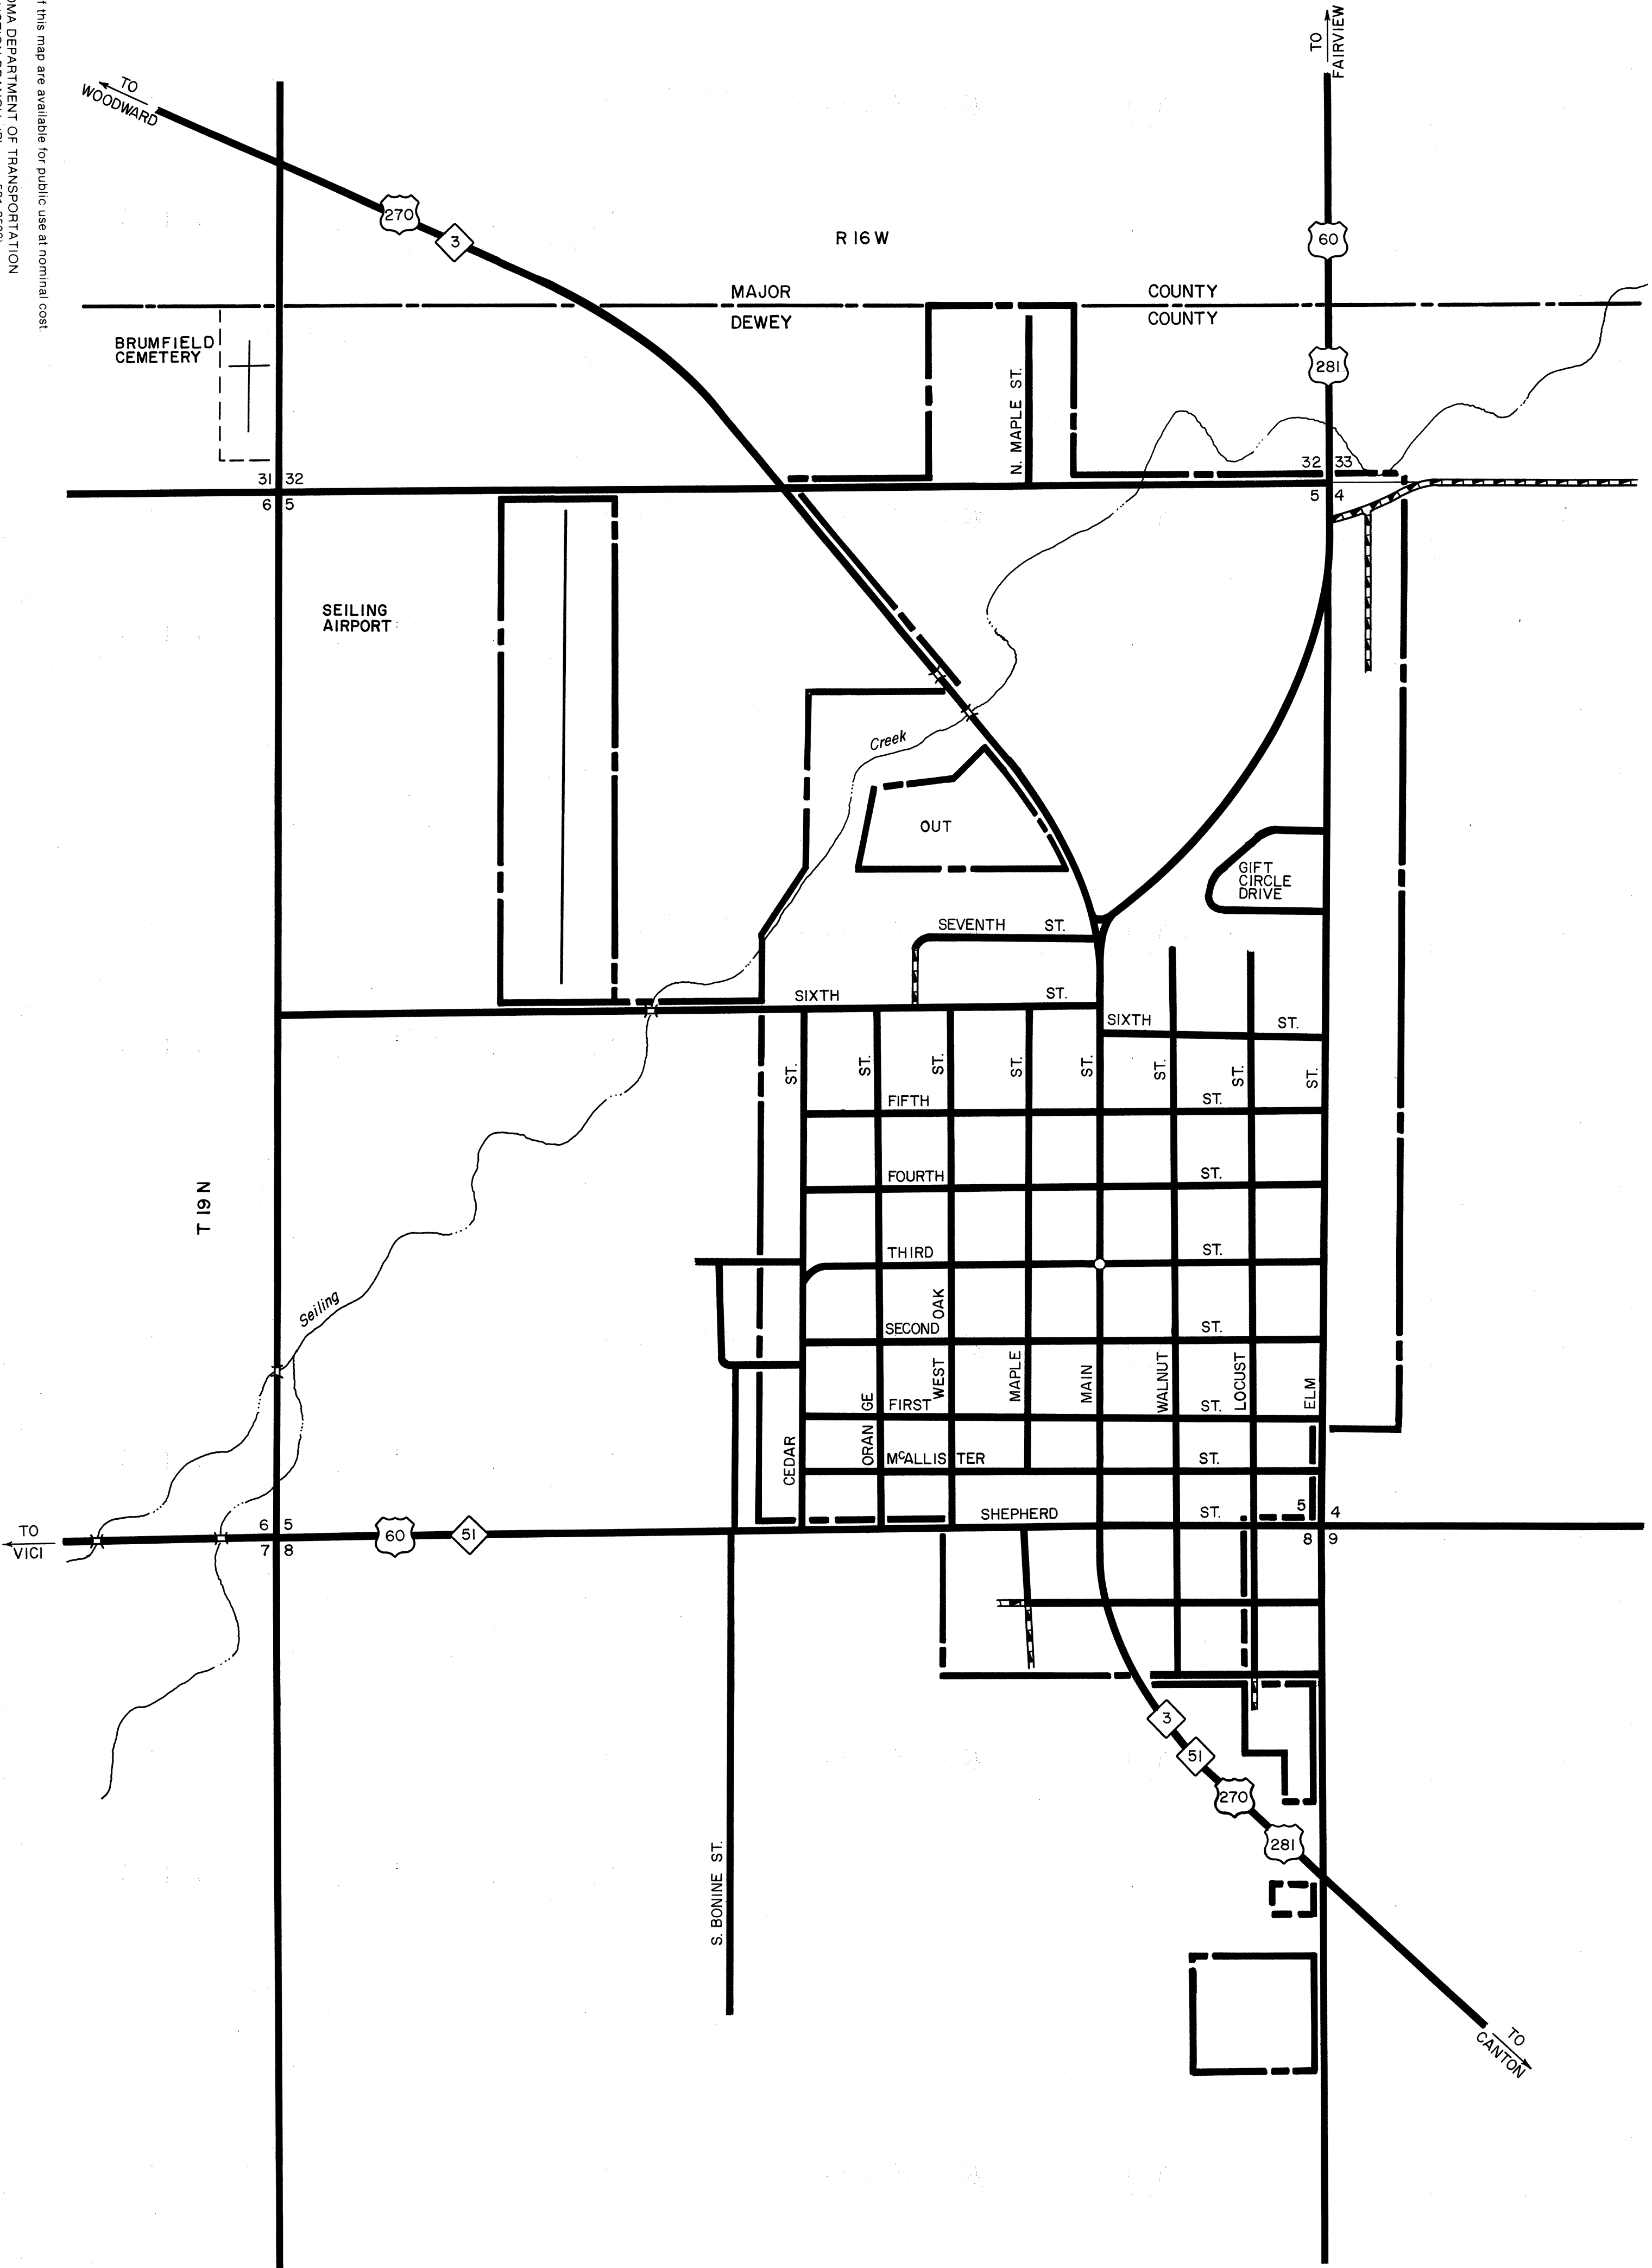 f this map are available for public use at nominal cost.
OMA DEPARTMENT OF TRANSPORTATION
TO
FAIRVIEW
TO
WOODWARD
270
3
R 16 W
60
MAJOR COUNTY
DEWEY COUNTY
BRUMFIELD
CEMETERY
281
N. MAPLE ST.
31 32
6 5
32 33
5 4
SEILING
AIRPORT
Creek
OUT
GIFT
CIRCLE
DRIVE
SEVENTH ST.
SIXTH ST.
SIXTH ST.
ST. ST. ST. ST. ST. ST. ST. ST.
FIFTH ST.
FOURTH ST.
T 19 N
THIRD ST.
Seiling
SECOND ST.
CEDAR
ORANGE
WEST OAK
MAPLE
MAIN
WALNUT
LOCUST
ELM
FIRST ST.
McALLISTER ST.
SHEPHERD ST.
TO
VICI
6 5
7 8
60
51
5 4
8 9
3
51
270
281
S. BONINE ST.
TO
CANTON